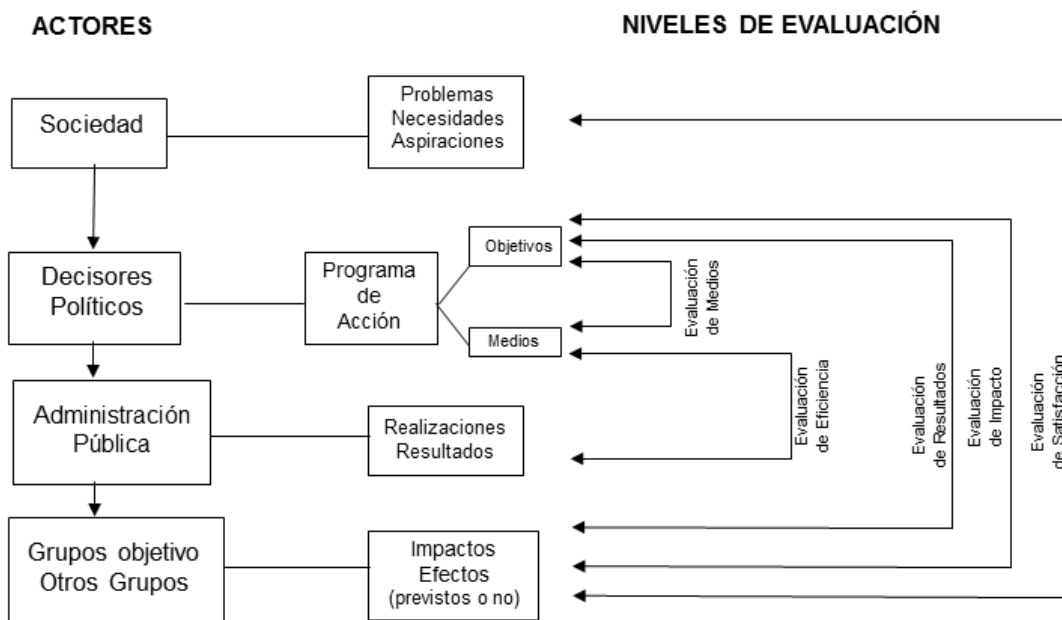 ACTORES
NIVELES DE EVALUACIÓN
Sociedad
Problemas
Necesidades
Aspiraciones
Decisores
Políticos
Programa
de
Acción
Objetivos
Medios
Evaluación
de Medios
Administración
Pública
Realizaciones
Resultados
Evaluación
de Eficiencia
Evaluación
de Resultados
Evaluación
de Impacto
Evaluación
de Satisfacción
Grupos objetivo
Otros Grupos
Impactos
Efectos
(previstos o no)